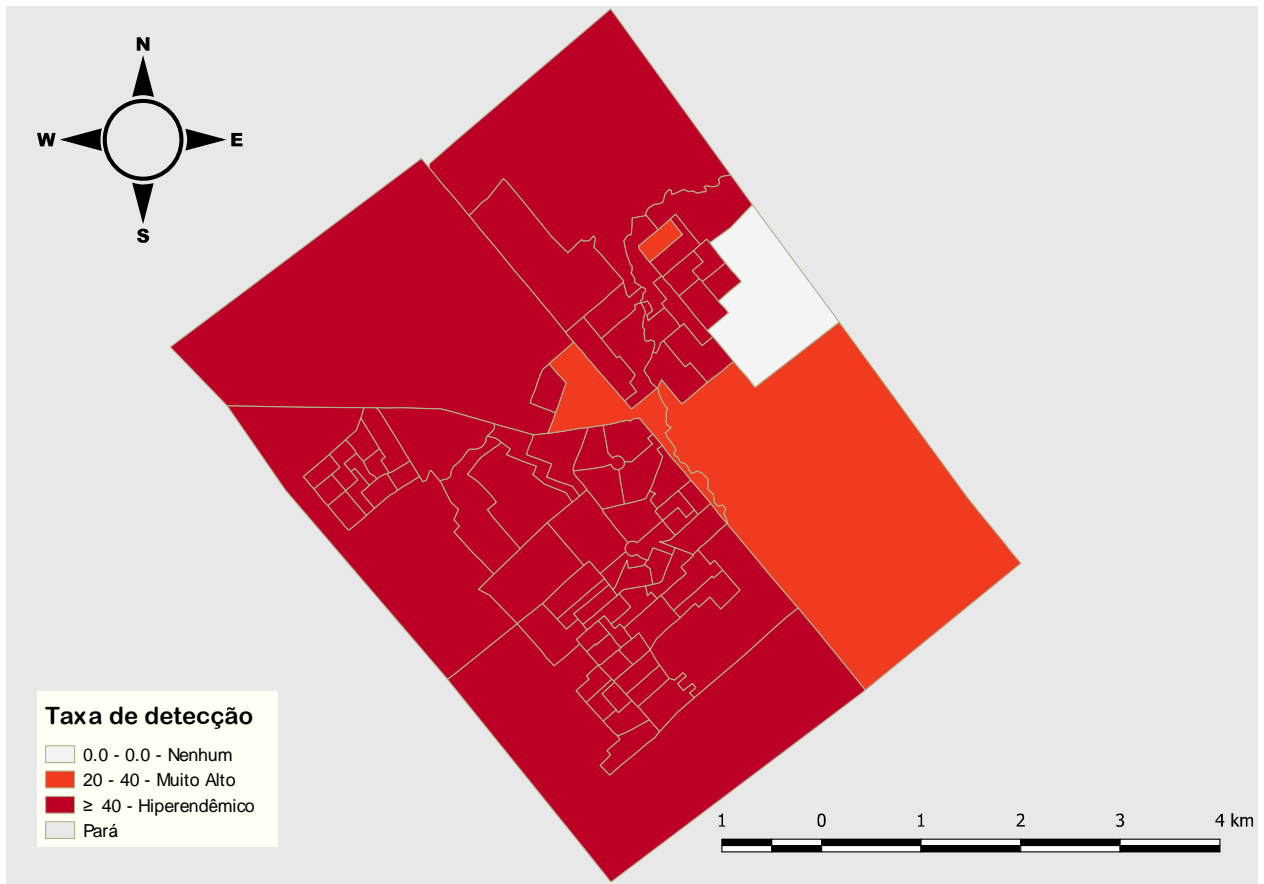 N
W E
S
Taxa de detecção
0.0 - 0.0 - Nenhum
20 - 40 - Muito Alto
≥ 40 - Hiperendêmico
Pará
1 0 1 2 3 4 km